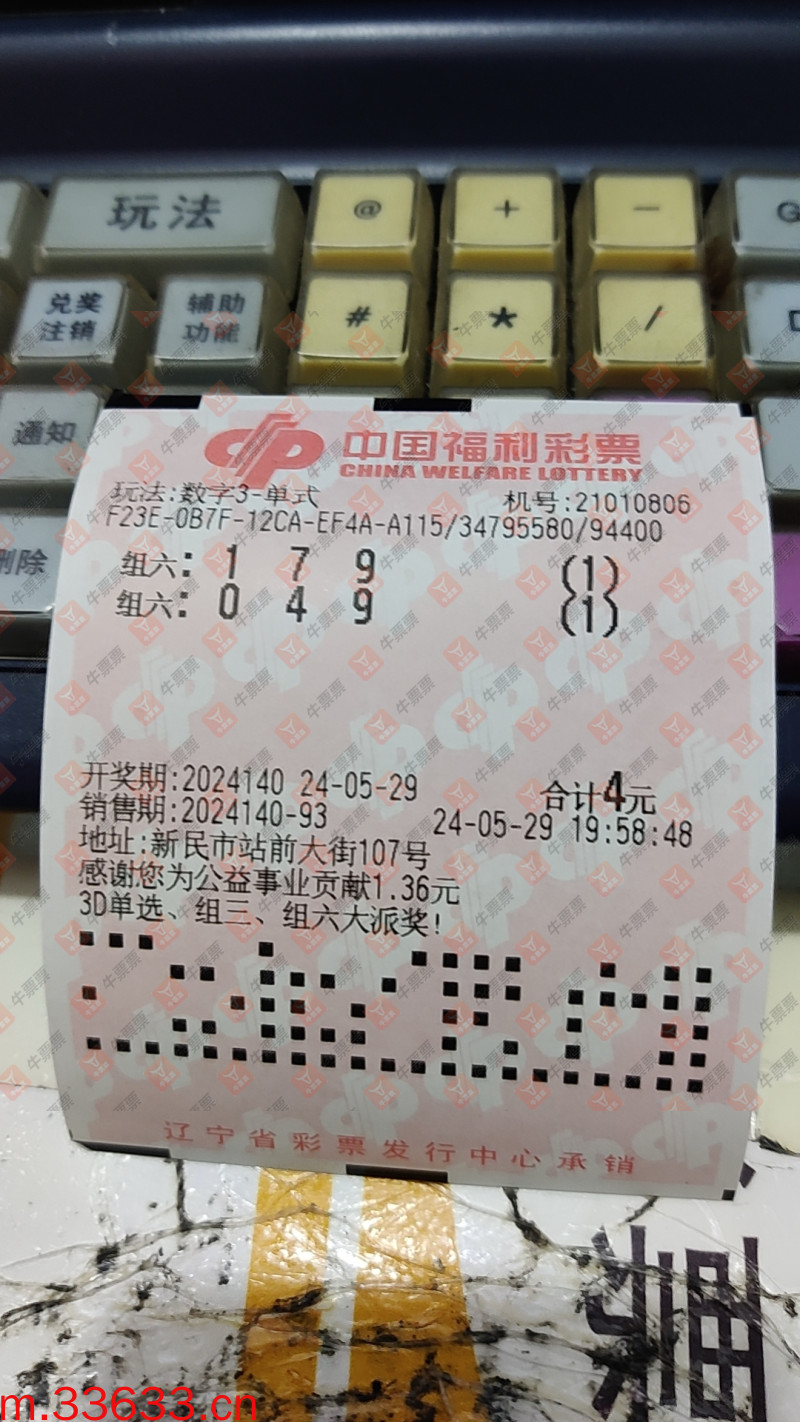 玩法 @ + - G
兑奖注销 辅助功能 # * /
通知
删除
中国福利彩票
CHINA WELFARE LOTTERY
玩法:数字3-单式 机号:21010806
F23E-0B7F-12CA-EF4A-A115/34795580/94400
组六: 1 7 9 (1)
组六: 0 4 9 (1)
开奖期:2024140 24-05-29 合计4元
销售期:2024140-93 24-05-29 19:58:48
地址:新民市站前大街107号
感谢您为公益事业贡献1.36元
3D单选、组三、组六大派奖!
辽宁省彩票发行中心承销
牛票票
m.33633.cn